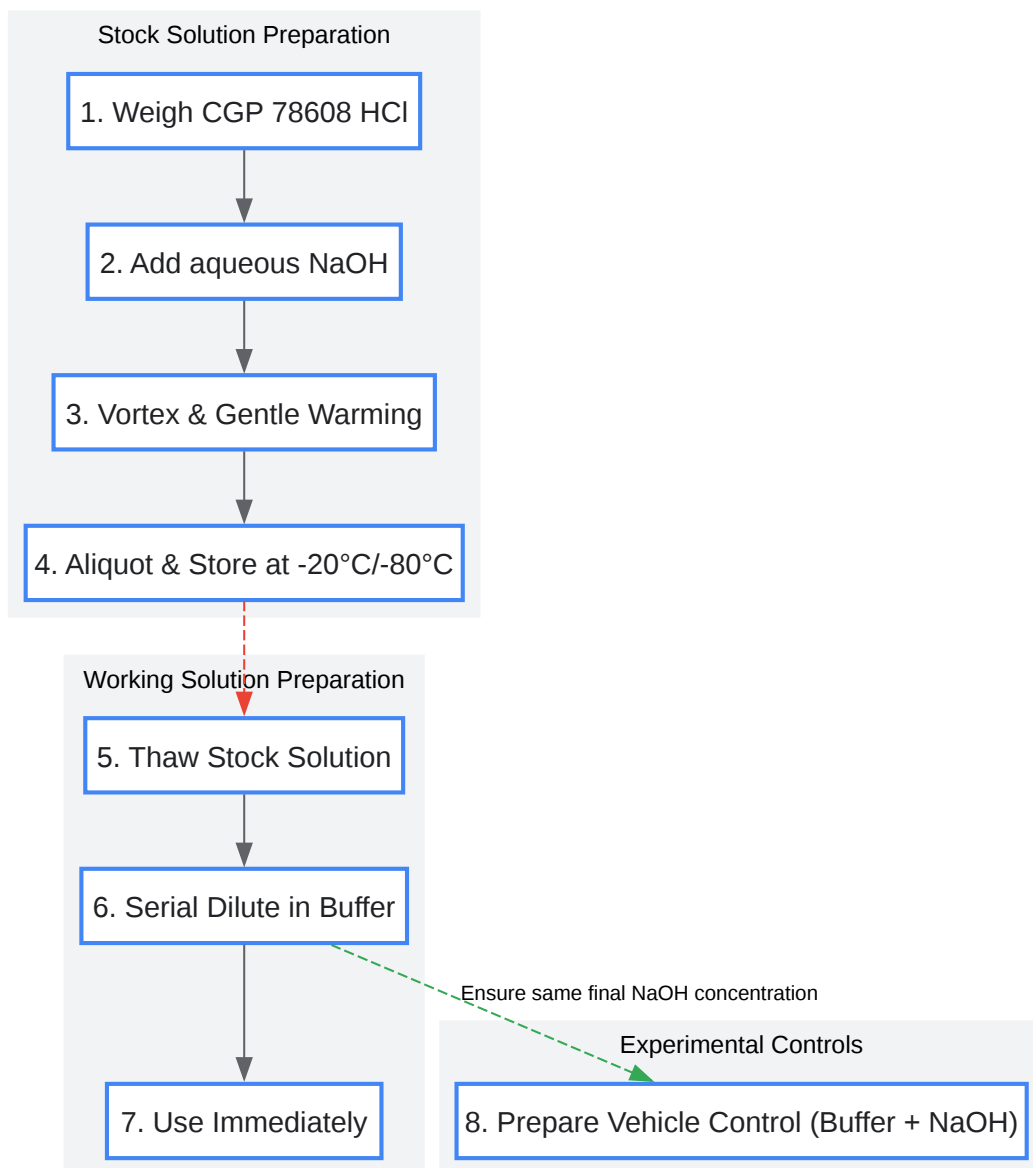 Stock Solution Preparation
1. Weigh CGP 78608 HCl
2. Add aqueous NaOH
3. Vortex & Gentle Warming
4. Aliquot & Store at -20°C/-80°C
Working Solution Preparation
5. Thaw Stock Solution
6. Serial Dilute in Buffer
Ensure same final NaOH concentration
Experimental Controls
7. Use Immediately
8. Prepare Vehicle Control (Buffer + NaOH)